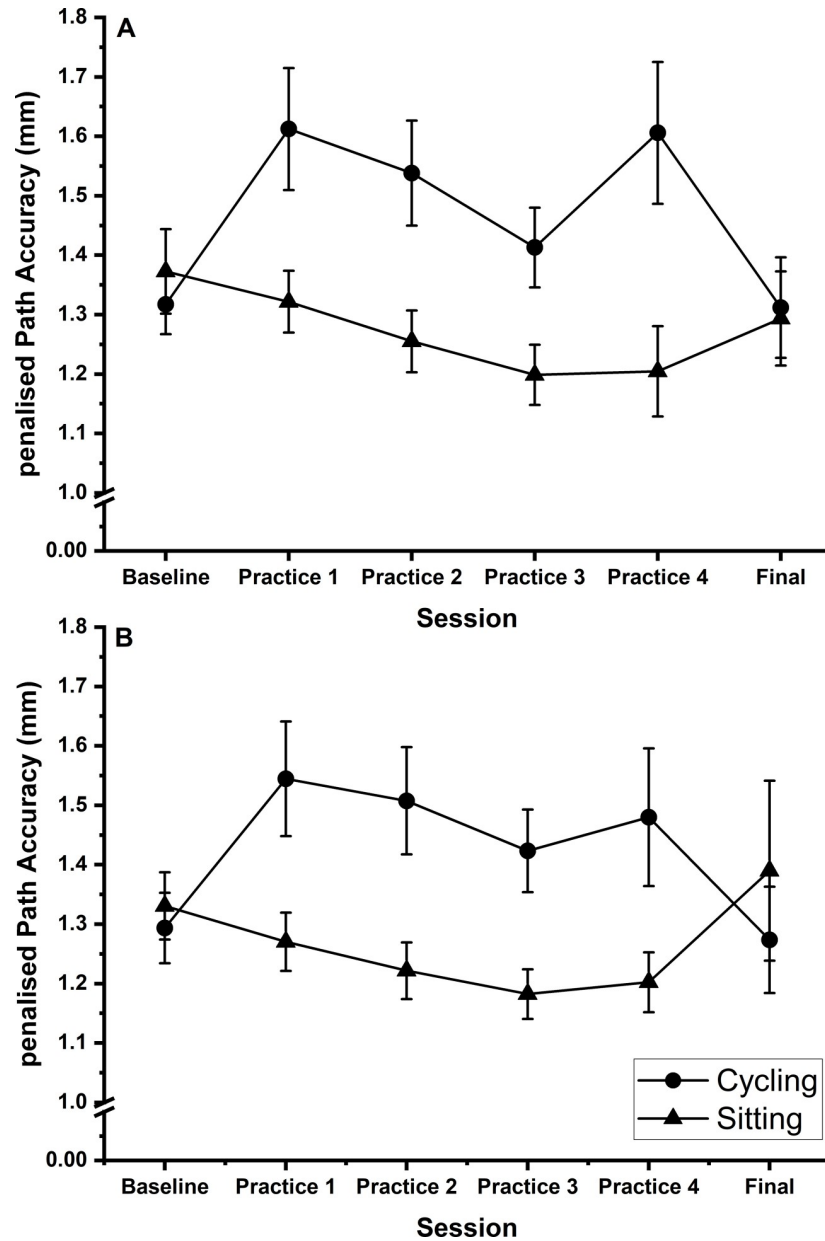 A
penalised Path Accuracy (mm)
1.8
1.7
1.6
1.5
1.4
1.3
1.2
1.1
1.0
0.00
Baseline Practice 1 Practice 2 Practice 3 Practice 4 Final
Session
B
penalised Path Accuracy (mm)
1.8
1.7
1.6
1.5
1.4
1.3
1.2
1.1
1.0
0.00
Cycling
Sitting
Baseline Practice 1 Practice 2 Practice 3 Practice 4 Final
Session